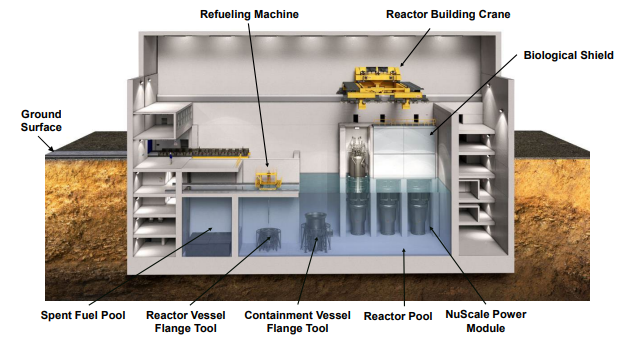 Refueling Machine
Reactor Building Crane
Biological Shield
Ground
Surface
Spent Fuel Pool
Reactor Vessel
Flange Tool
Containment Vessel
Flange Tool
Reactor Pool
NuScale Power
Module